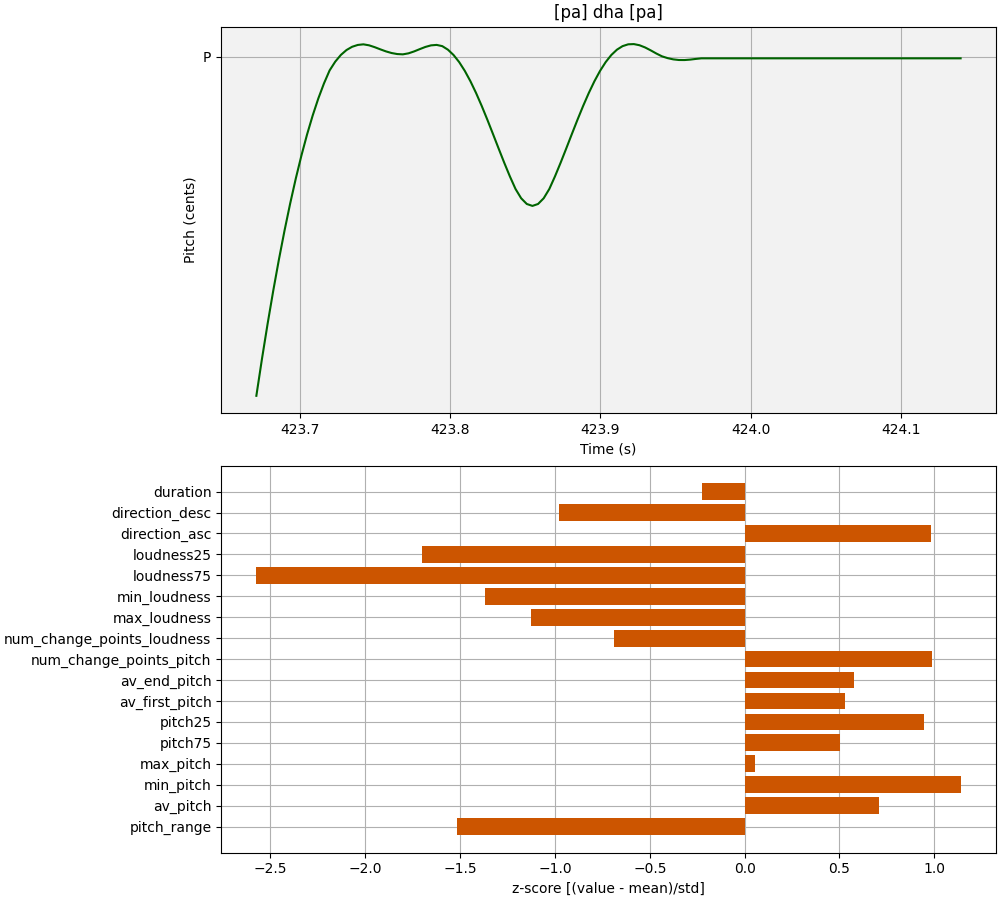 [pa] dha [pa]
P
Pitch (cents)
423.7 423.8 423.9 424.0 424.1
Time (s)
duration
direction_desc
direction_asc
loudness25
loudness75
min_loudness
max_loudness
num_change_points_loudness
num_change_points_pitch
av_end_pitch
av_first_pitch
pitch25
pitch75
max_pitch
min_pitch
av_pitch
pitch_range
−2.5 −2.0 −1.5 −1.0 −0.5 0.0 0.5 1.0
z-score [(value - mean)/std]